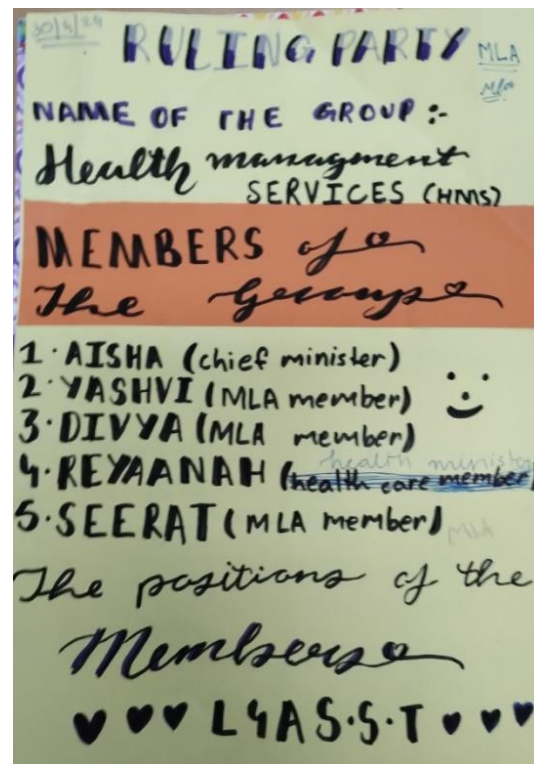 30/4/24
RULING PARTY
MLA
Mla
NAME OF THE GROUP :-
Health managment
SERVICES (HMS)
MEMBERS of
The Group
1. AISHA (chief minister)
2. YASHVI (MLA member)
3. DIVYA (MLA member)
health minister
4. REYAANAH (health care member)
5. SEERAT (MLA member)
MLA
The positions of the
Members
L4A S.S.T